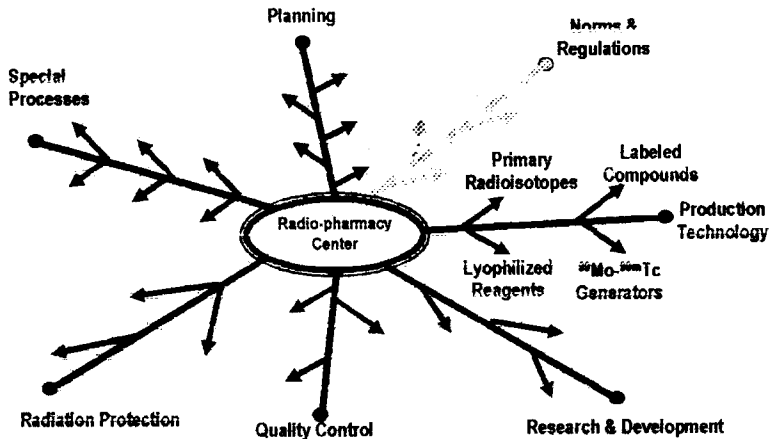 Planning
Norms &
Regulations
Special
Processes
Primary
Radioisotopes
Labeled
Compounds
Radio-pharmacy
Center
Production
Technology
Lyophilized
Reagents
⁹⁹Mo-⁹⁹ᵐTc
Generators
Radiation Protection
Quality Control
Research & Development